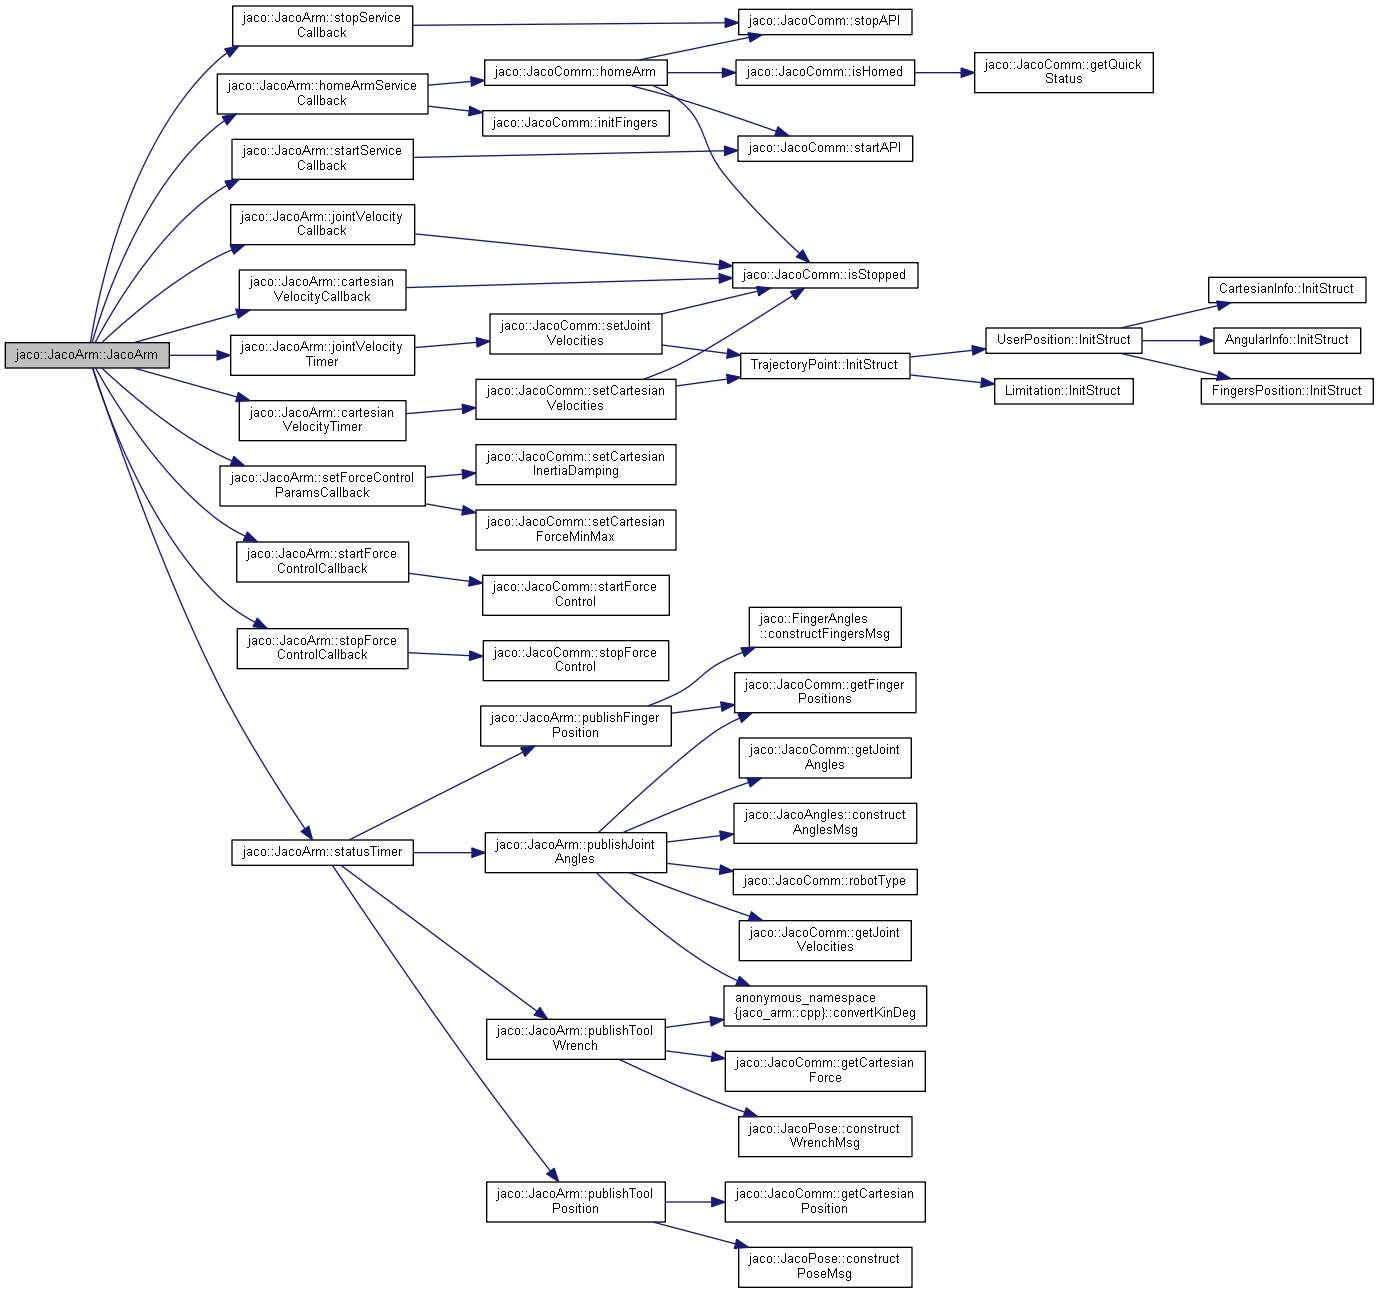 jaco::JacoArm::JacoArm
jaco::JacoArm::stopService
Callback
jaco::JacoArm::homeArmService
Callback
jaco::JacoArm::startService
Callback
jaco::JacoArm::jointVelocity
Callback
jaco::JacoArm::cartesian
VelocityCallback
jaco::JacoArm::jointVelocity
Timer
jaco::JacoArm::cartesian
VelocityTimer
jaco::JacoArm::setForceControl
ParamsCallback
jaco::JacoArm::startForce
ControlCallback
jaco::JacoArm::stopForce
ControlCallback
jaco::JacoArm::statusTimer
jaco::JacoComm::homeArm
jaco::JacoComm::initFingers
jaco::JacoComm::setJoint
Velocities
jaco::JacoComm::setCartesian
Velocities
jaco::JacoComm::setCartesian
InertiaDamping
jaco::JacoComm::setCartesian
ForceMinMax
jaco::JacoComm::startForce
Control
jaco::JacoComm::stopForce
Control
jaco::JacoArm::publishFinger
Position
jaco::JacoArm::publishJoint
Angles
jaco::JacoArm::publishTool
Wrench
jaco::JacoArm::publishTool
Position
jaco::JacoComm::stopAPI
jaco::JacoComm::isHomed
jaco::JacoComm::startAPI
jaco::JacoComm::isStopped
TrajectoryPoint::InitStruct
jaco::FingerAngles
::constructFingersMsg
jaco::JacoComm::getFinger
Positions
jaco::JacoComm::getJoint
Angles
jaco::JacoAngles::construct
AnglesMsg
jaco::JacoComm::robotType
jaco::JacoComm::getJoint
Velocities
anonymous_namespace
{jaco_arm::cpp}::convertKinDeg
jaco::JacoComm::getCartesian
Force
jaco::JacoPose::construct
WrenchMsg
jaco::JacoComm::getCartesian
Position
jaco::JacoPose::construct
PoseMsg
jaco::JacoComm::getQuick
Status
UserPosition::InitStruct
Limitation::InitStruct
CartesianInfo::InitStruct
AngularInfo::InitStruct
FingersPosition::InitStruct